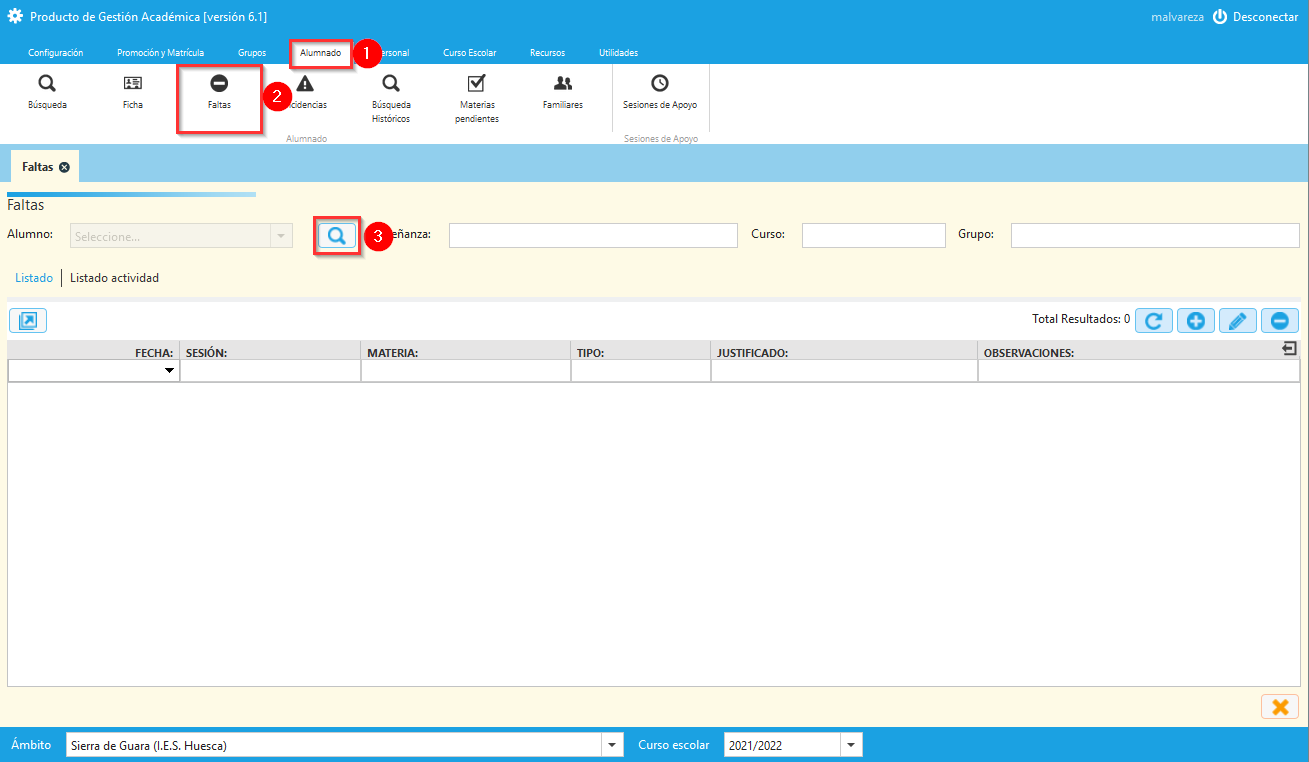 Producto de Gestión Académica [versión 6.1]
malvareza Desconectar
Configuración Promoción y Matrícula Grupos Alumnado 1 ersonal Curso Escolar Recursos Utilidades
Búsqueda Ficha Faltas 2 cidencias Búsqueda Históricos Materias pendientes Familiares Sesiones de Apoyo
Alumnado Sesiones de Apoyo
Faltas
Faltas
Alumno: Seleccione... 3 eñanza: Curso: Grupo:
Listado Listado actividad
Total Resultados: 0
FECHA: SESIÓN: MATERIA: TIPO: JUSTIFICADO: OBSERVACIONES:
Ámbito Sierra de Guara (I.E.S. Huesca) Curso escolar 2021/2022